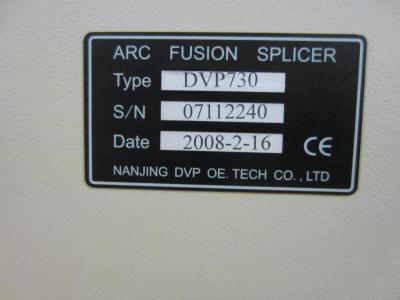 ARC FUSION SPLICER
Type DVP730
S/N 07112240
Date 2008-2-16 CE
NANJING DVP OE. TECH CO., LTD